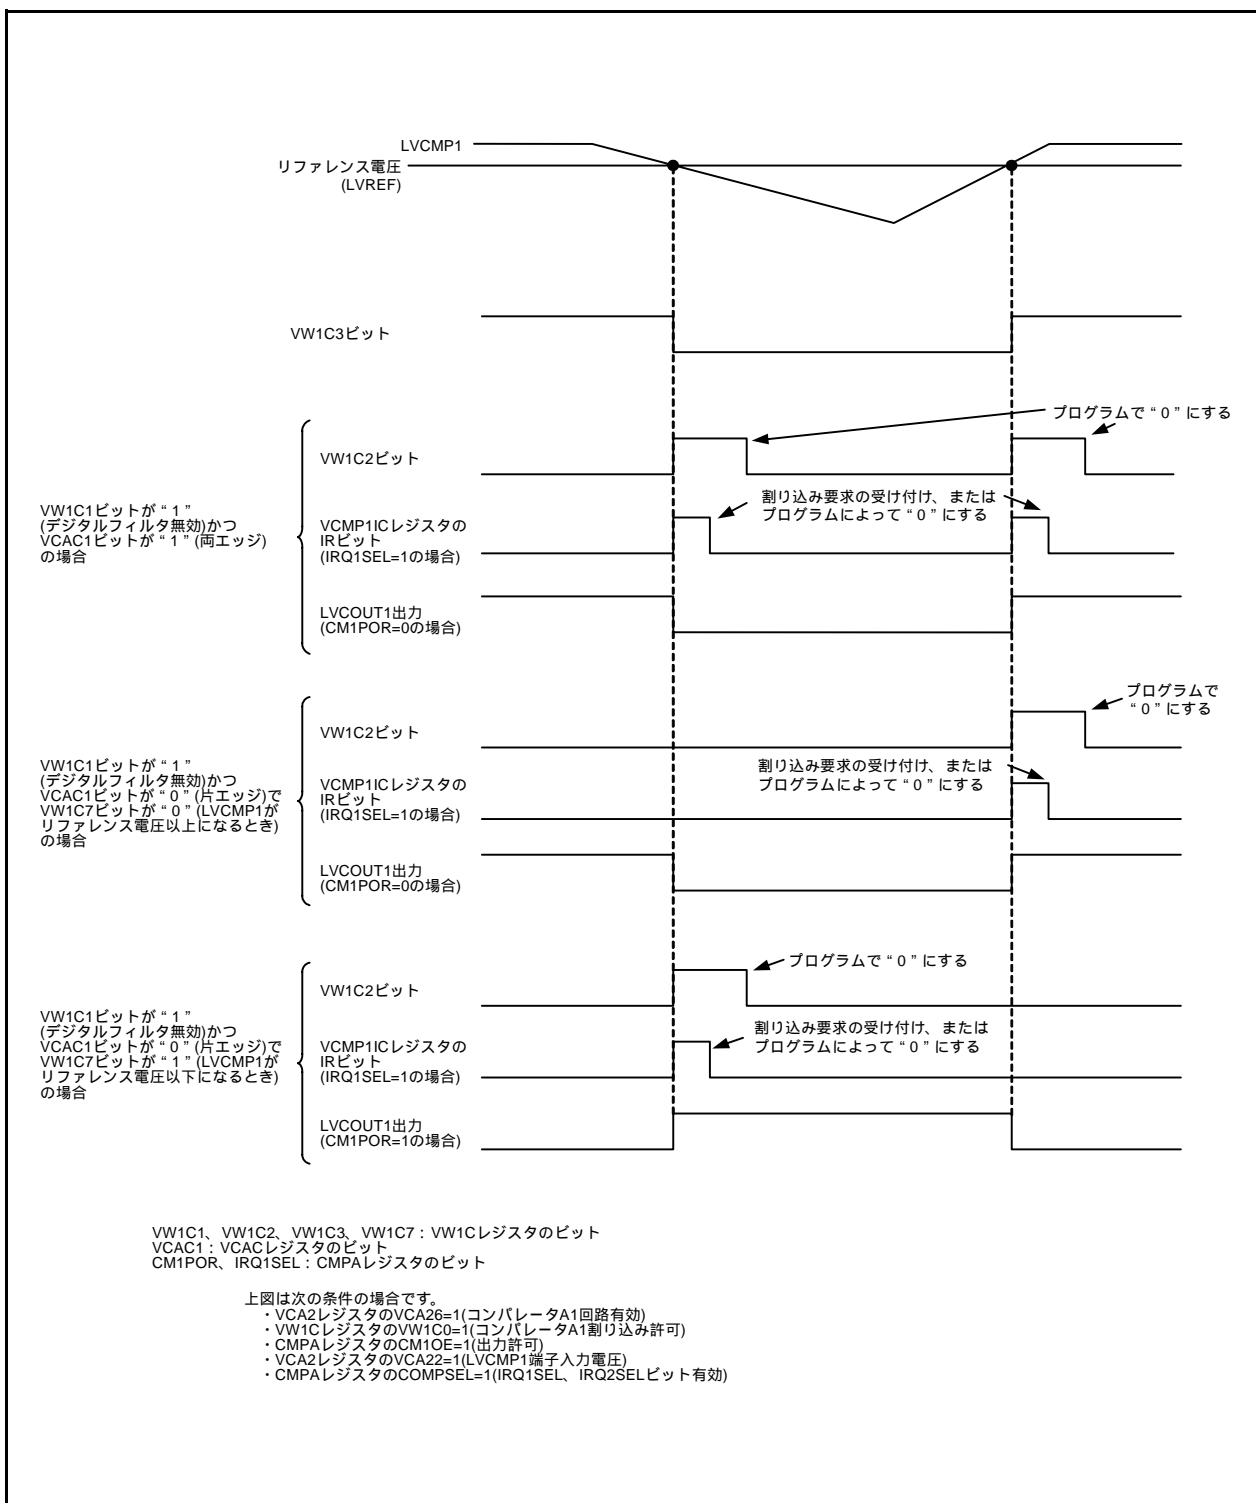 LVCMP1
リファレンス電圧
(LVREF)
VW1C3ビット
プログラムで“0”にする
VW1C2ビット
割り込み要求の受け付け、または
プログラムによって“0”にする
VW1C1ビットが“1”
(デジタルフィルタ無効)かつ
VCAC1ビットが“1”(両エッジ)
の場合
VCMP1ICレジスタの
IRビット
(IRQ1SEL=1の場合)
LVCOUT1出力
(CM1POR=0の場合)
プログラムで
“0”にする
VW1C2ビット
割り込み要求の受け付け、または
プログラムによって“0”にする
VW1C1ビットが“1”
(デジタルフィルタ無効)かつ
VCAC1ビットが“0”(片エッジ)で
VW1C7ビットが“0”(LVCMP1が
リファレンス電圧以上になるとき)
の場合
VCMP1ICレジスタの
IRビット
(IRQ1SEL=1の場合)
LVCOUT1出力
(CM1POR=0の場合)
プログラムで“0”にする
VW1C2ビット
割り込み要求の受け付け、または
プログラムによって“0”にする
VW1C1ビットが“1”
(デジタルフィルタ無効)かつ
VCAC1ビットが“0”(片エッジ)で
VW1C7ビットが“1”(LVCMP1が
リファレンス電圧以下になるとき)
の場合
VCMP1ICレジスタの
IRビット
(IRQ1SEL=1の場合)
LVCOUT1出力
(CM1POR=1の場合)
VW1C1、VW1C2、VW1C3、VW1C7：VW1Cレジスタのビット
VCAC1：VCACレジスタのビット
CM1POR、IRQ1SEL：CMPAレジスタのビット
上図は次の条件の場合です。
・VCA2レジスタのVCA26=1(コンパレータA1回路有効)
・VW1CレジスタのVW1C0=1(コンパレータA1割り込み許可)
・CMPAレジスタのCM1OE=1(出力許可)
・VCA2レジスタのVCA22=1(LVCMP1端子入力電圧)
・CMPAレジスタのCOMPSEL=1(IRQ1SEL、IRQ2SELビット有効)